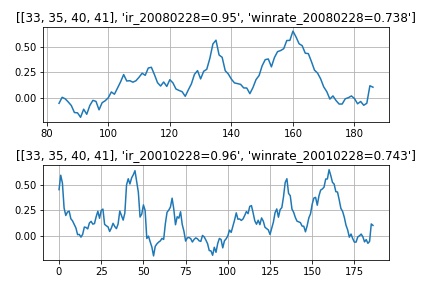 [[33, 35, 40, 41], 'ir_20080228=0.95', 'winrate_20080228=0.738']
0.50
0.25
0.00
80 100 120 140 160 180
[[33, 35, 40, 41], 'ir_20010228=0.96', 'winrate_20010228=0.743']
0.50
0.25
0.00
0 25 50 75 100 125 150 175